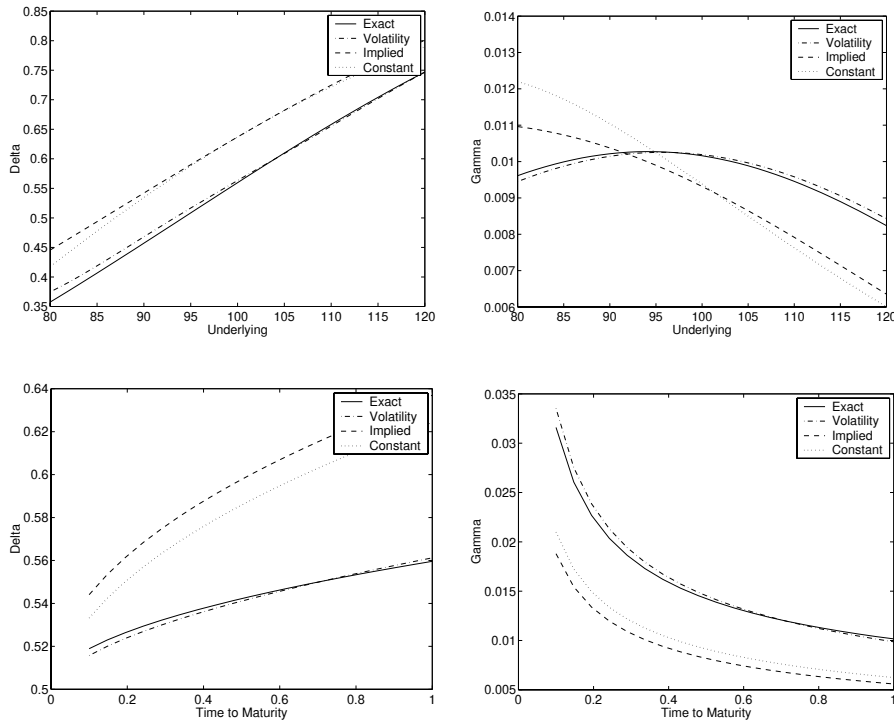 0.85
0.8
0.75
0.7
0.65
0.6
0.55
0.5
0.45
0.4
0.35
Delta
80 85 90 95 100 105 110 115 120
Underlying
Exact
Volatility
Implied
Constant
0.014
0.013
0.012
0.011
0.01
0.009
0.008
0.007
0.006
Gamma
80 85 90 95 100 105 110 115 120
Underlying
Exact
Volatility
Implied
Constant
0.64
0.62
0.6
0.58
0.56
0.54
0.52
0.5
Delta
0 0.2 0.4 0.6 0.8 1
Time to Maturity
Exact
Volatility
Implied
Constant
0.035
0.03
0.025
0.02
0.015
0.01
0.005
Gamma
0 0.2 0.4 0.6 0.8 1
Time to Maturity
Exact
Volatility
Implied
Constant